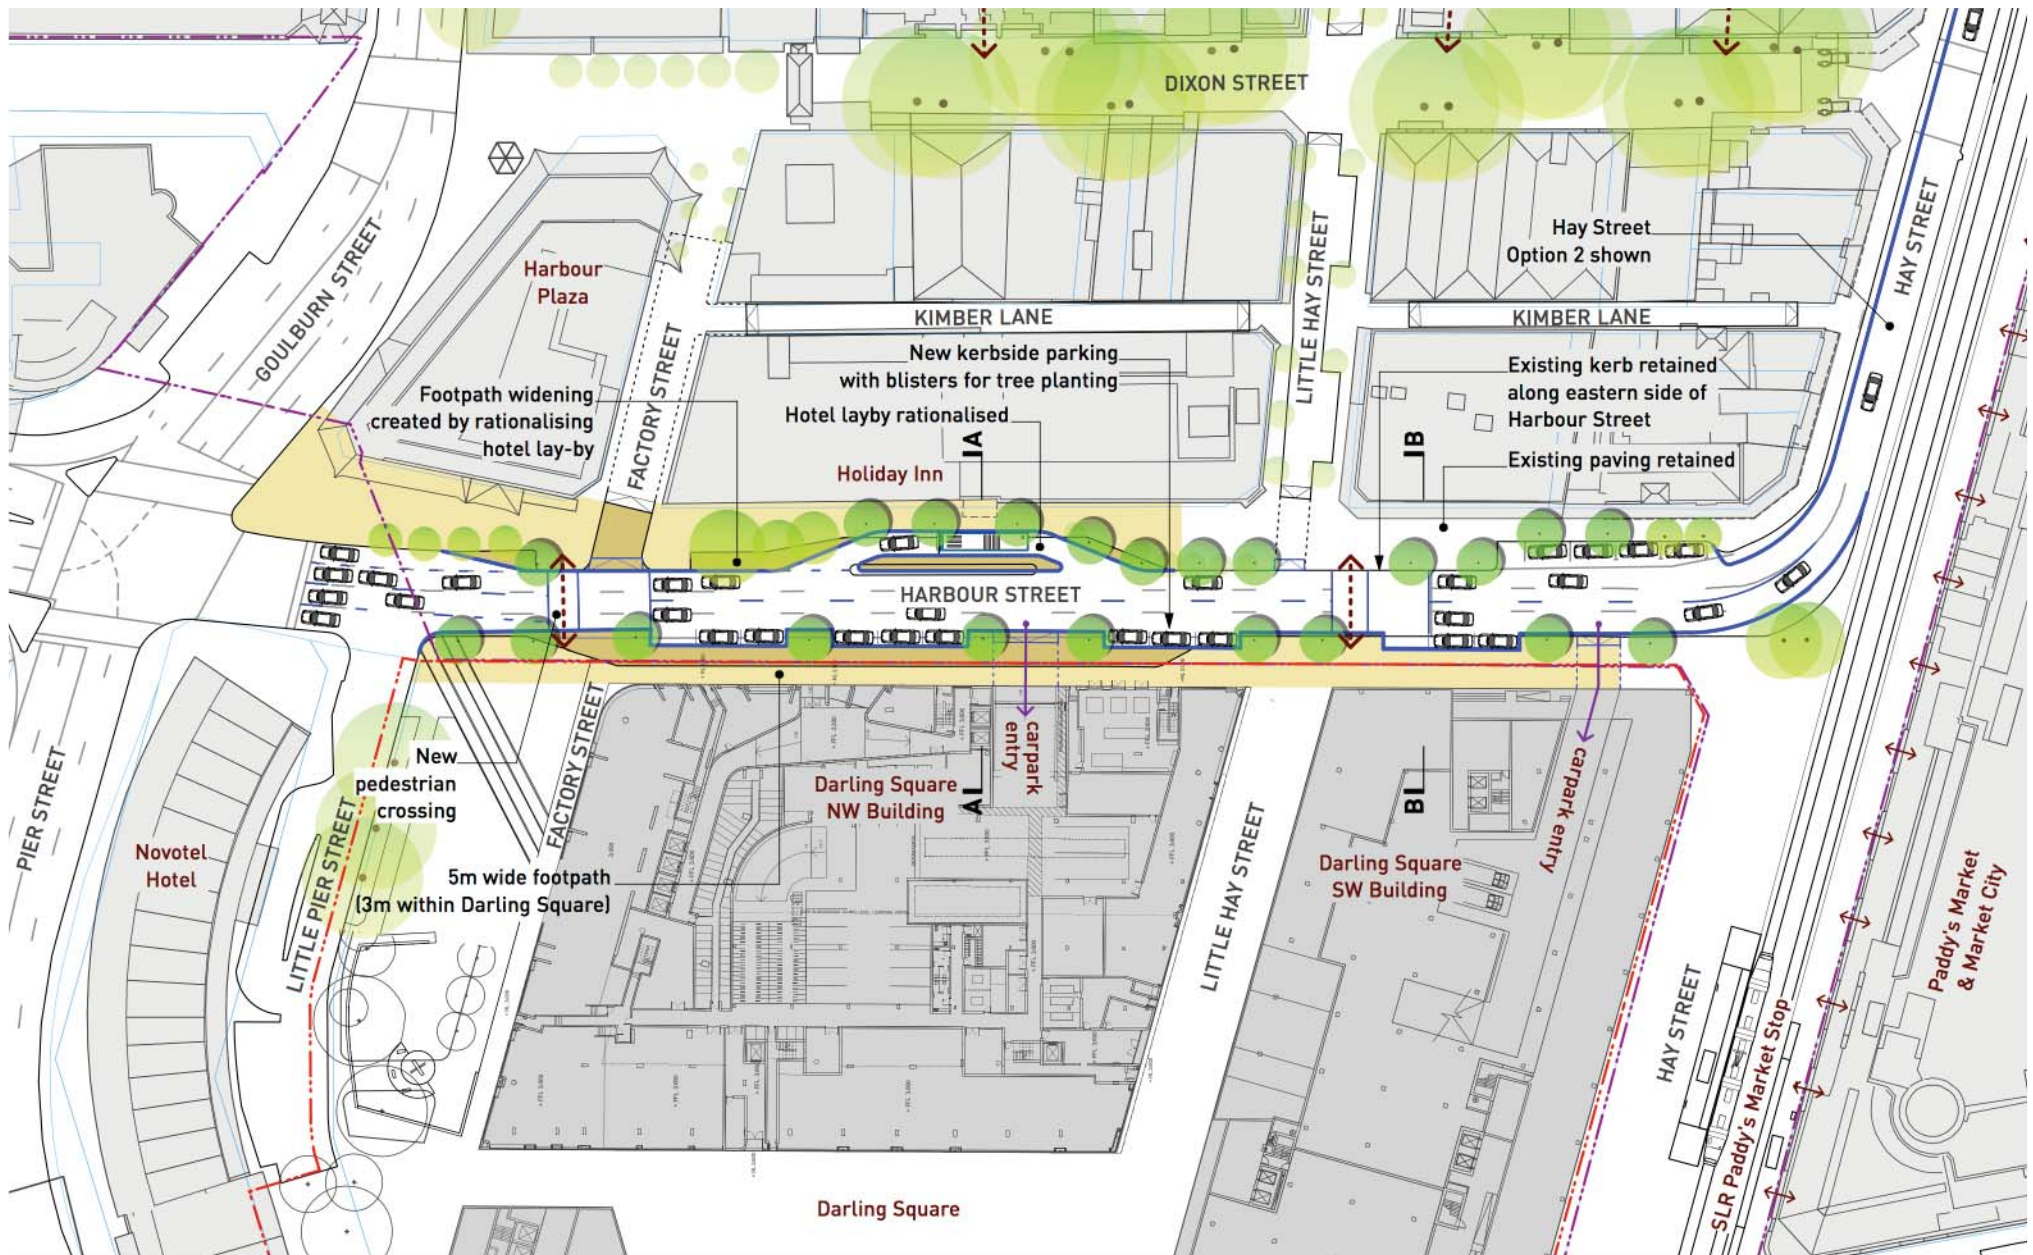 DIXON STREET
Hay Street
Option 2 shown
HAY STREET
GOULBURN STREET
Harbour
Plaza
LITTLE HAY STREET
KIMBER LANE
KIMBER LANE
FACTORY STREET
New kerbside parking
with blisters for tree planting
Existing kerb retained
along eastern side of
Harbour Street
Footpath widening
created by rationalising
hotel lay-by
Hotel layby rationalised
Existing paving retained
IA
IB
Holiday Inn
HARBOUR STREET
New
pedestrian
crossing
FACTORY STREET
carpark
entry
carpark entry
Darling Square
NW Building
AI
BI
PIER STREET
Novotel
Hotel
LITTLE PIER STREET
5m wide footpath
(3m within Darling Square)
LITTLE HAY STREET
Darling Square
SW Building
Paddy's Market
& Market City
HAY STREET
SLR Paddy's Market Stop
Darling Square